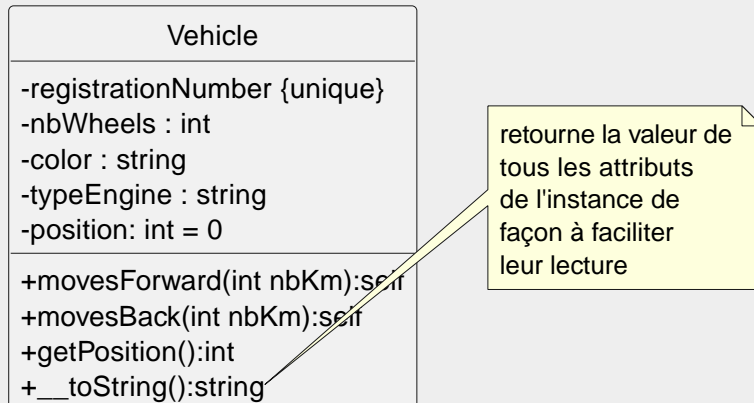 Vehicle
-registrationNumber {unique}
-nbWheels : int
-color : string
-typeEngine : string
-position: int = 0
+movesForward(int nbKm):self
+movesBack(int nbKm):self
+getPosition():int
+__toString():string
retourne la valeur de
tous les attributs
de l'instance de
façon à faciliter
leur lecture